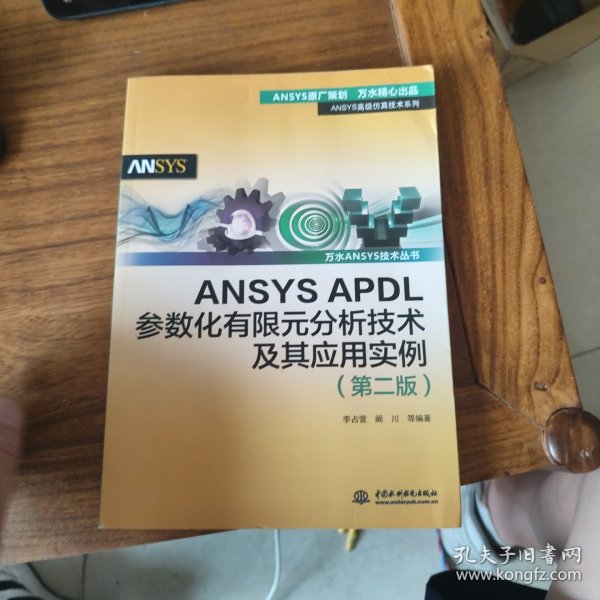 ANSYS原厂策划 万水精心出品
ANSYS高级仿真技术系列
ANSYS
万水ANSYS技术丛书
ANSYS APDL
参数化有限元分析技术
及其应用实例
（第二版）
李占营 阚 川 等编著
中国水利水电出版社
www.waterpub.com.cn
孔夫子旧书网
www.kongfz.com